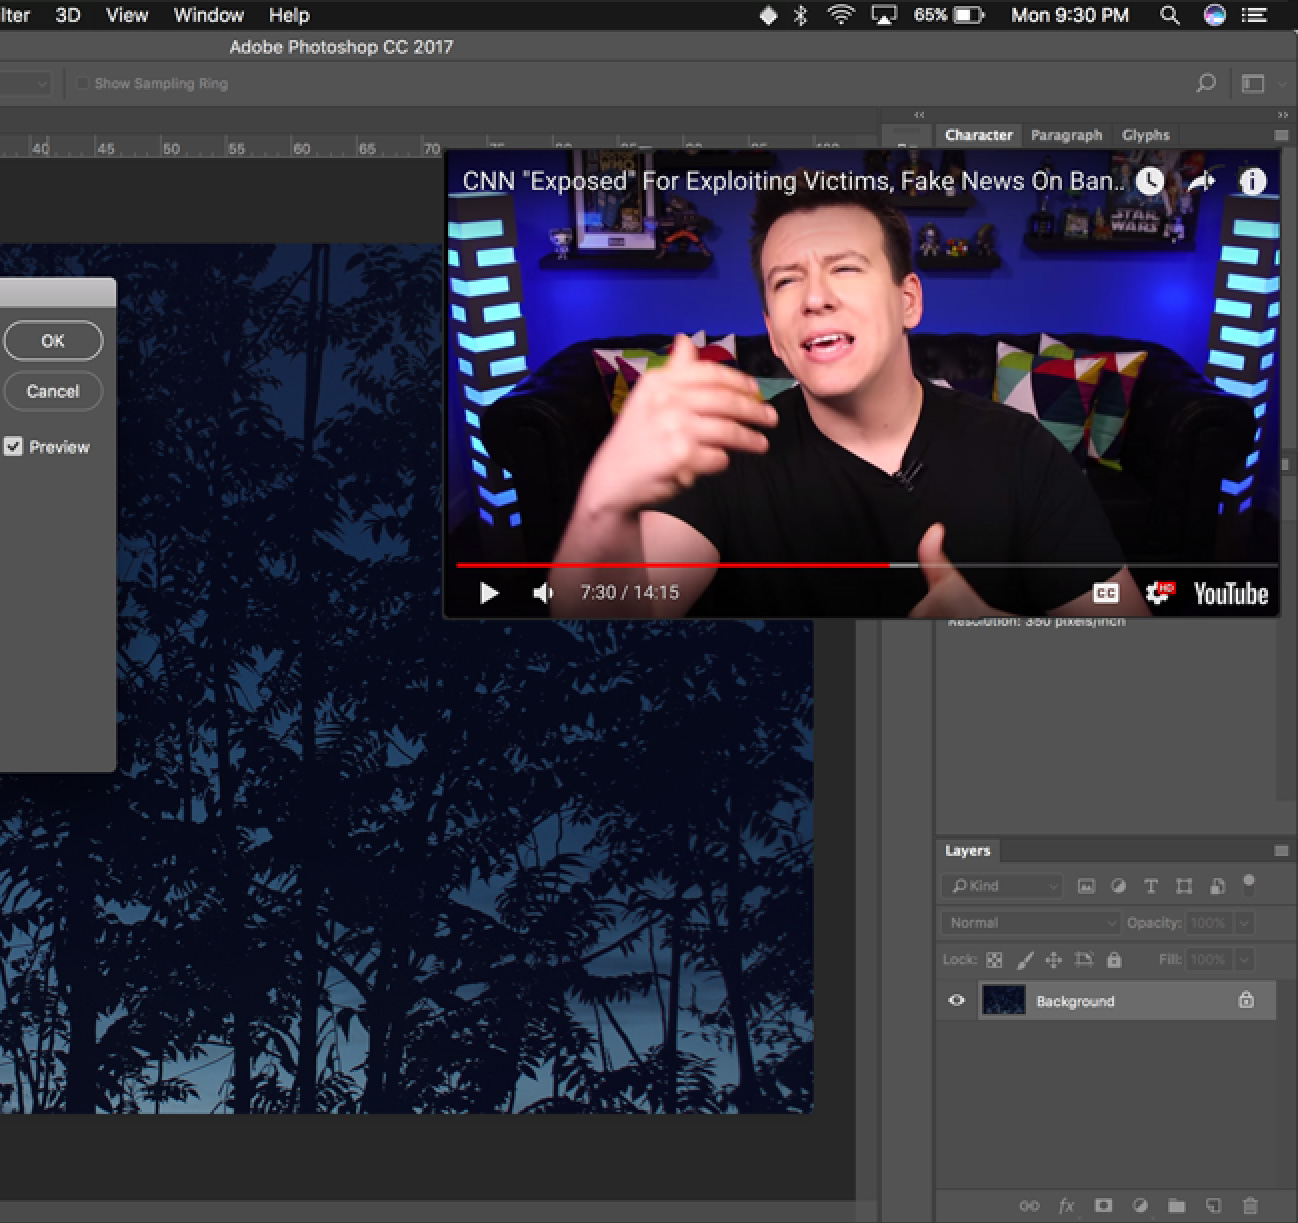 lter 3D View Window Help 65% Mon 9:30 PM
Adobe Photoshop CC 2017
Show Sampling Ring
Character Paragraph Glyphs
40 45 50 55 60 65 70
CNN "Exposed" For Exploiting Victims, Fake News On Ban..
STAR
WARS
OK
Cancel
Preview
7:30 / 14:15 CC HD YouTube
Resolution: 350 pixels/inch
Layers
Kind
Normal Opacity: 100%
Lock: Fill: 100%
Background
fx